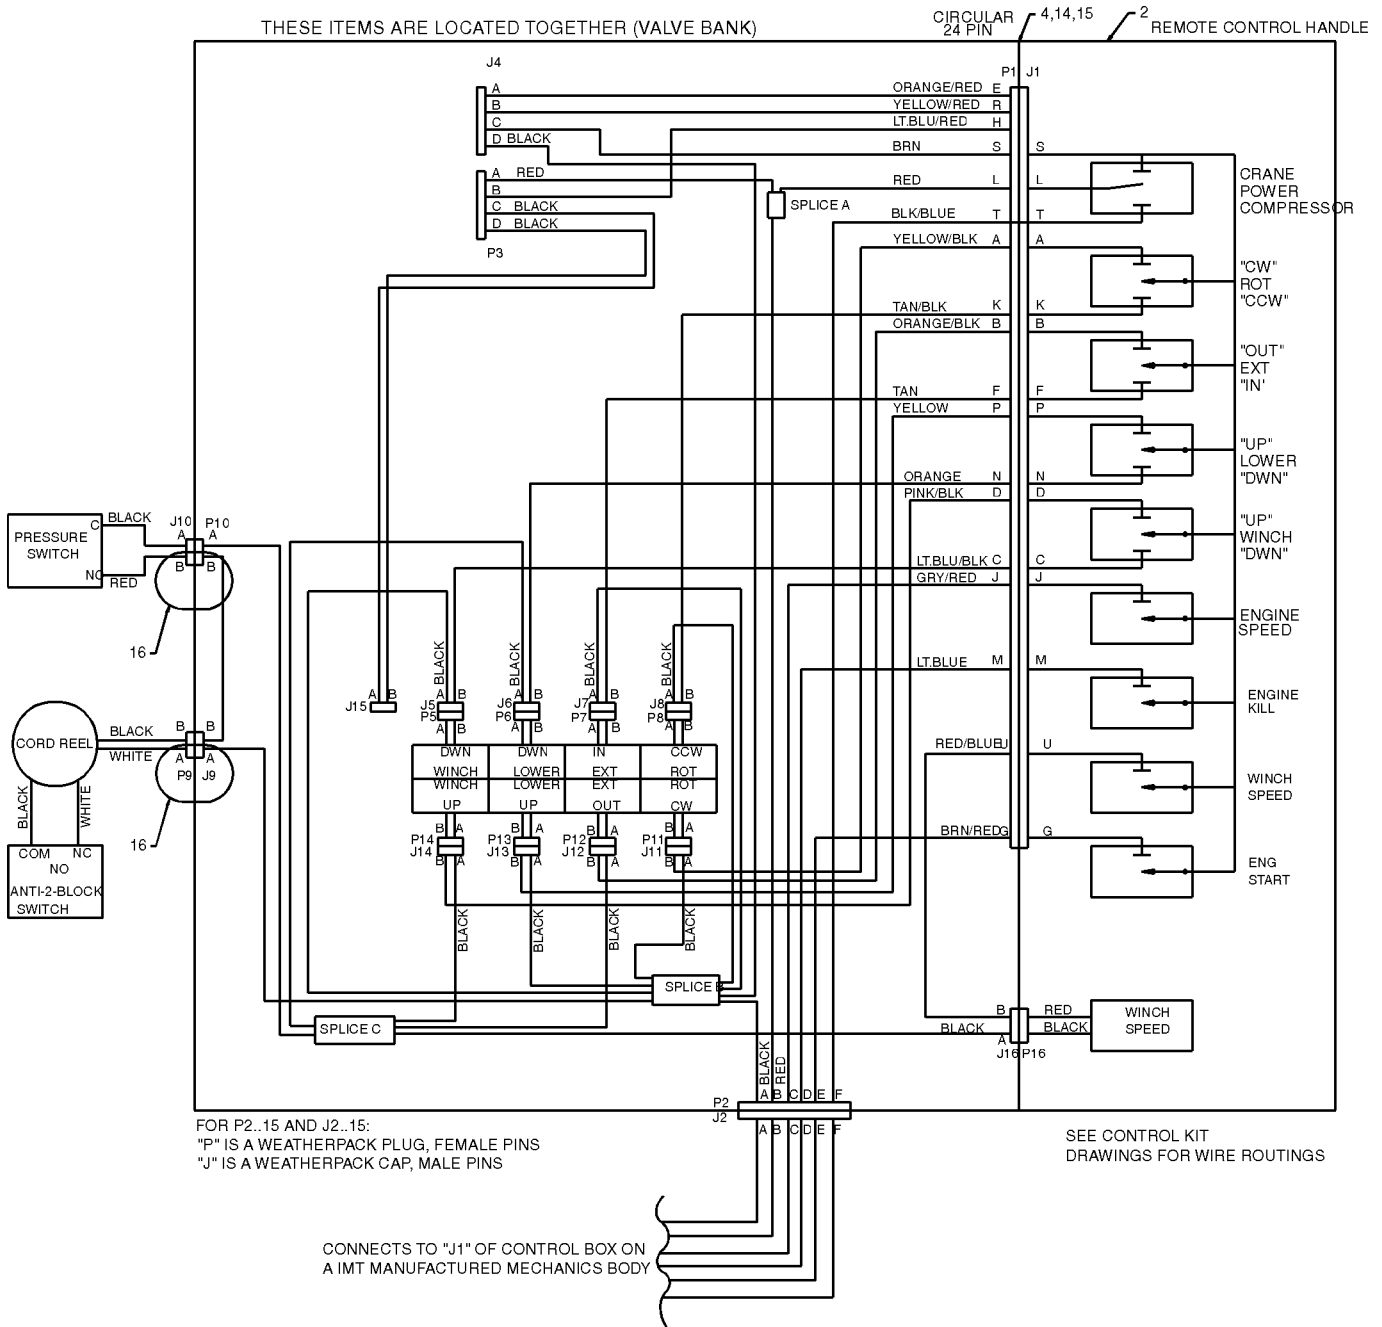 THESE ITEMS ARE LOCATED TOGETHER (VALVE BANK)
CIRCULAR
24 PIN
4,14,15
2
REMOTE CONTROL HANDLE
J4
P1 J1
A
B
C
D BLACK
ORANGE/RED E
YELLOW/RED R
LT.BLU/RED H
BRN S S
A RED
B
C BLACK
D BLACK
P3
RED L L
SPLICE A
BLK/BLUE T T
YELLOW/BLK A A
CRANE
POWER
COMPRESSOR
"CW"
ROT
"CCW"
TAN/BLK K K
ORANGE/BLK B B
"OUT"
EXT
"IN'
TAN F F
YELLOW P P
"UP"
LOWER
"DWN"
ORANGE N N
PINK/BLK D D
"UP"
WINCH
"DWN"
LT.BLU/BLK C C
GRY/RED J J
ENGINE
SPEED
LT.BLUE M M
ENGINE
KILL
RED/BLUE U U
WINCH
SPEED
BRN/RED G G
ENG
START
PRESSURE
SWITCH
C BLACK
NO RED
J10 P10
A A
B B
16
CORD REEL
BLACK
WHITE
B B
A A
P9 J9
16
BLACK
WHITE
COM NC
NO
ANTI-2-BLOCK
SWITCH
A B
J15
BLACK
BLACK
BLACK
BLACK
A B
J5
P5
A B
A B
J6
P6
A B
A B
J7
P7
A B
A B
J8
P8
A B
DWN DWN IN CCW
WINCH LOWER EXT ROT
WINCH LOWER EXT ROT
UP UP OUT CW
B A
P14
J14
B A
B A
P13
J13
B A
B A
P12
J12
B A
B A
P11
J11
B A
BLACK
BLACK
BLACK
BLACK
SPLICE B
SPLICE C
BLACK
RED
B
BLACK
A
J16 P16
RED
BLACK
WINCH
SPEED
P2
J2
A B C D E F
A B C D E F
FOR P2..15 AND J2..15:
"P" IS A WEATHERPACK PLUG, FEMALE PINS
"J" IS A WEATHERPACK CAP, MALE PINS
SEE CONTROL KIT
DRAWINGS FOR WIRE ROUTINGS
CONNECTS TO "J1" OF CONTROL BOX ON
A IMT MANUFACTURED MECHANICS BODY